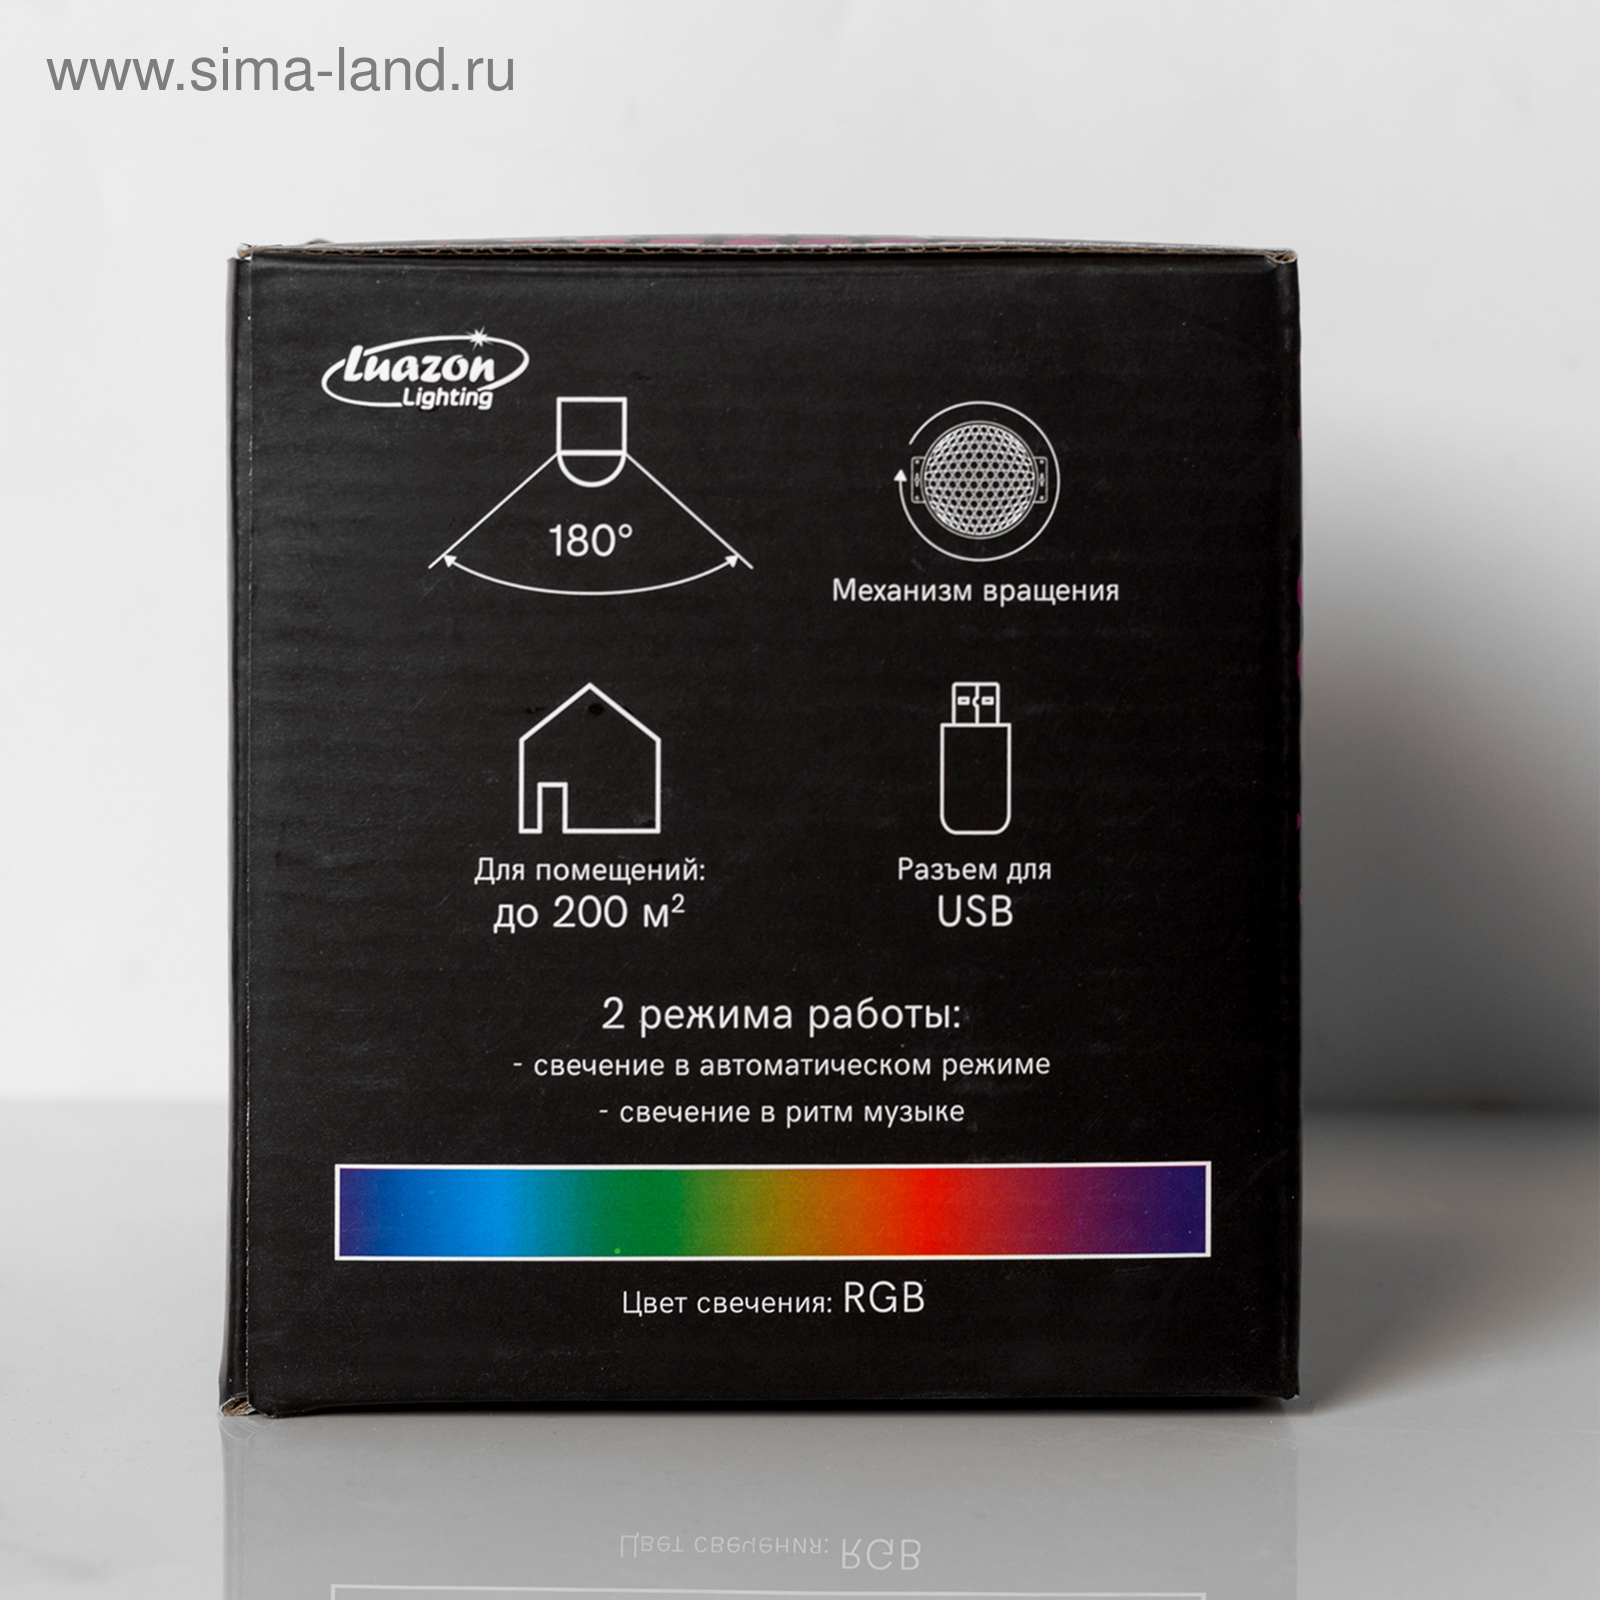 www.sima-land.ru
Luazon
Lighting
180°
Механизм вращения
Для помещений:
до 200 м²
Разъем для
USB
2 режима работы:
- свечение в автоматическом режиме
- свечение в ритм музыке
Цвет свечения: RGB
Цвет свечения: RGB